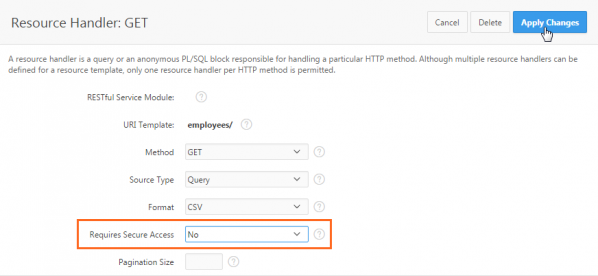 Resource Handler: GET
Cancel
Delete
Apply Changes
A resource handler is a query or an anonymous PL/SQL block responsible for handling a particular HTTP method. Although multiple resource handlers can be
defined for a resource template, only one resource handler per HTTP method is permitted.
RESTful Service Module: ?
URI Template: employees/ ?
Method GET ?
Source Type Query ?
Format CSV ?
Requires Secure Access No ?
Pagination Size ?